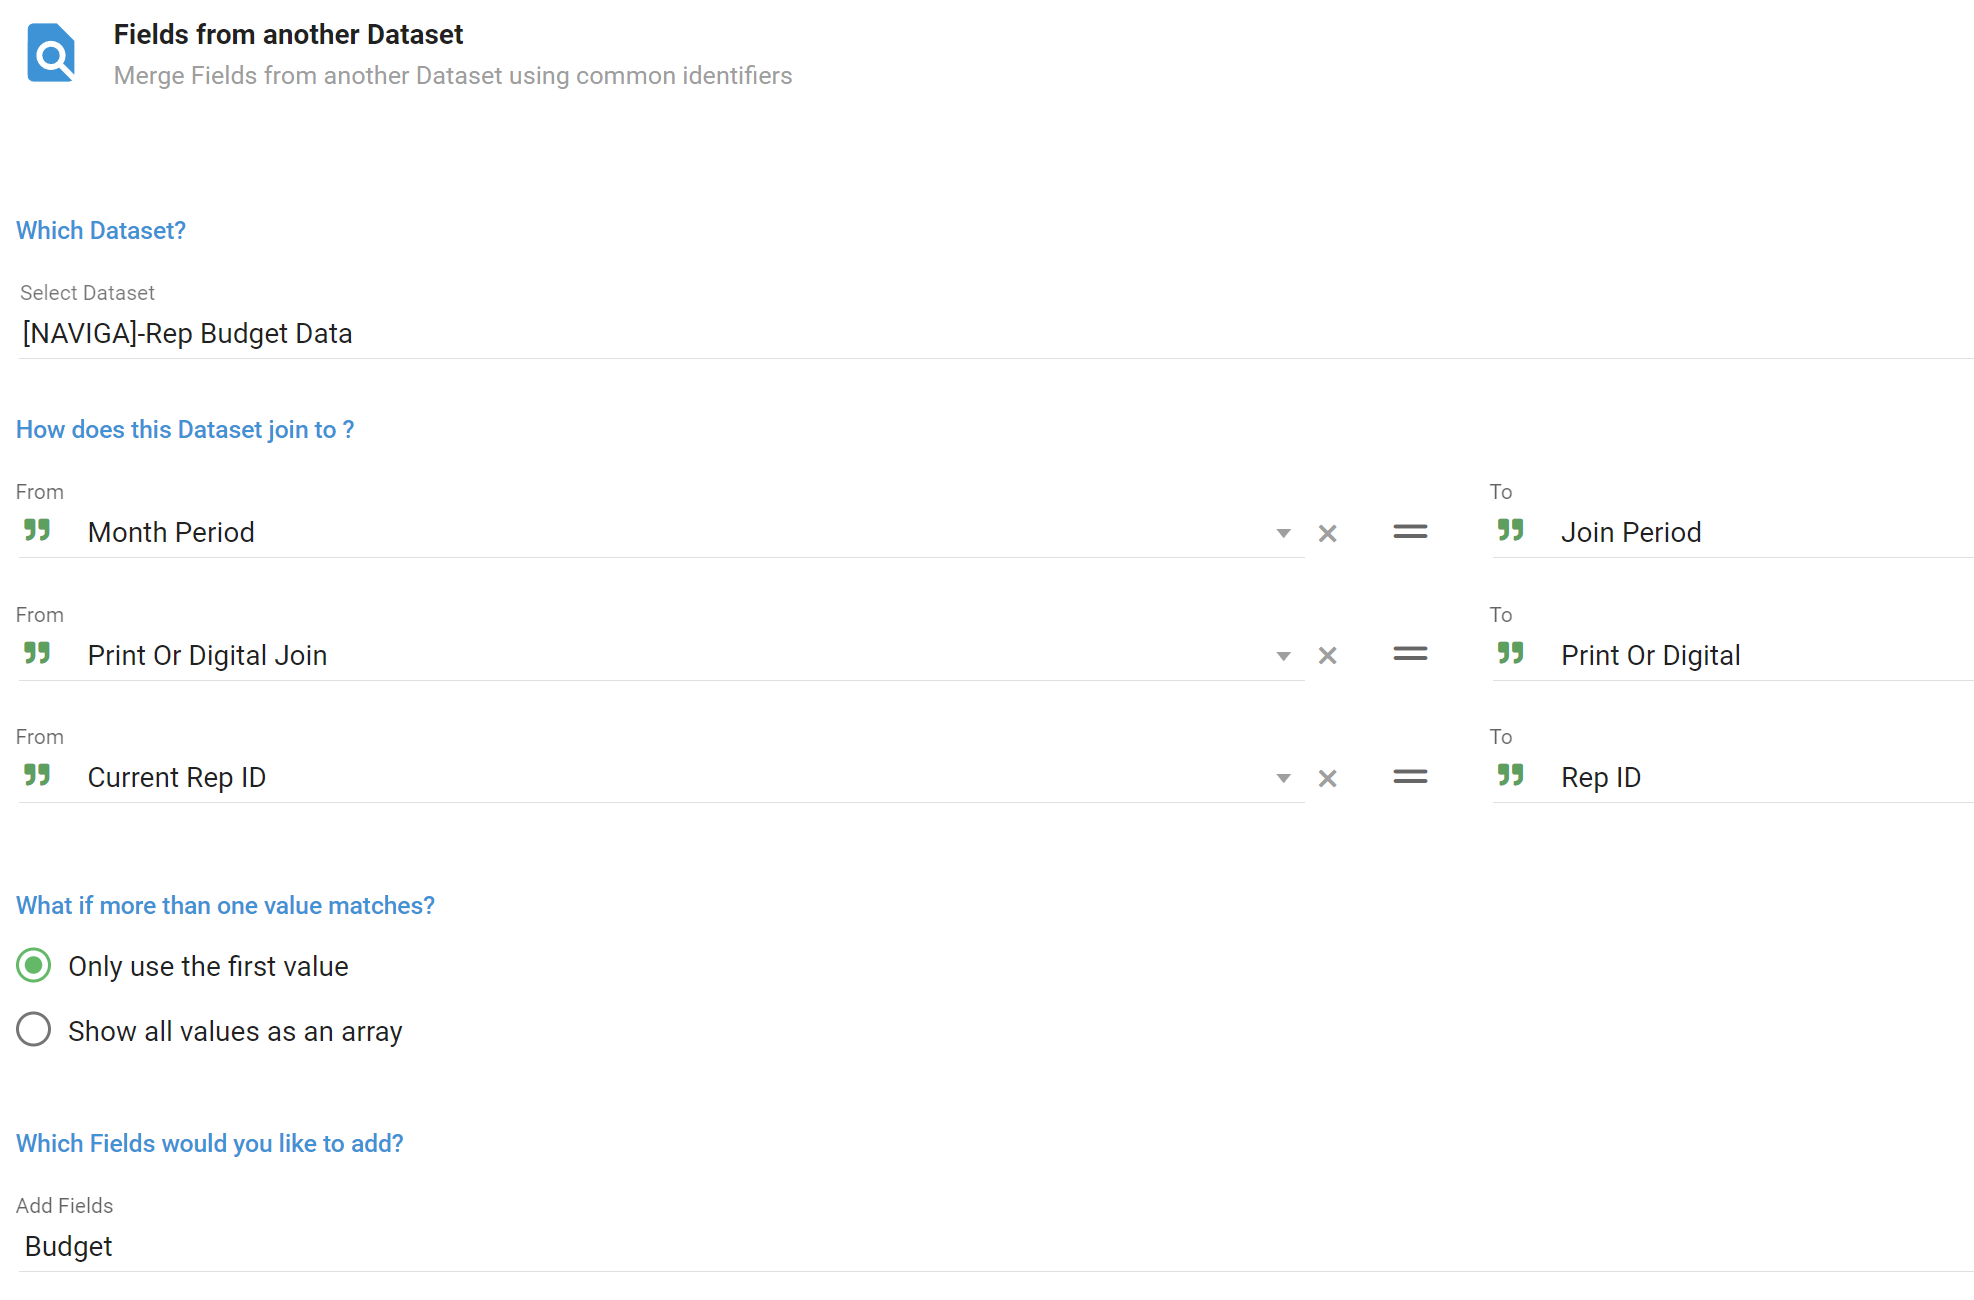 Fields from another Dataset
Merge Fields from another Dataset using common identifiers
Which Dataset?
Select Dataset
[NAVIGA]-Rep Budget Data
How does this Dataset join to ?
From To
Month Period Join Period
From To
Print Or Digital Join Print Or Digital
From To
Current Rep ID Rep ID
What if more than one value matches?
Only use the first value
Show all values as an array
Which Fields would you like to add?
Add Fields
Budget